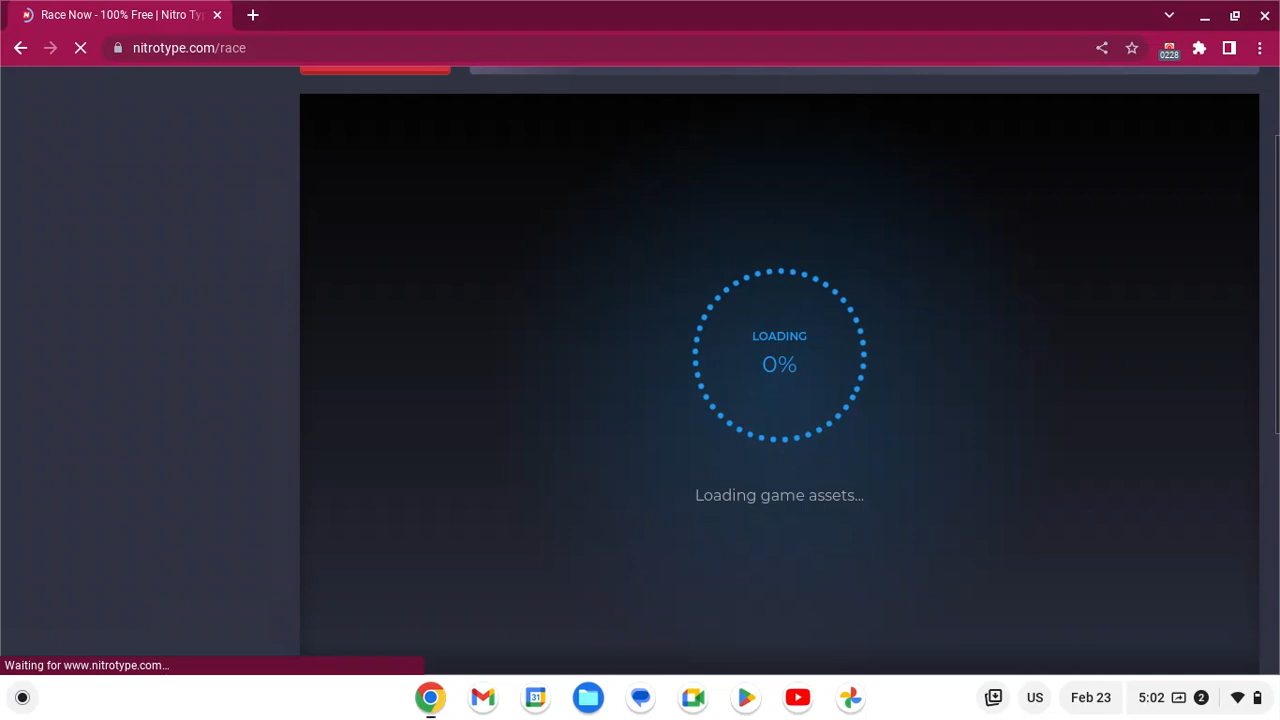 Race Now - 100% Free | Nitro Ty
nitrotype.com/race
0228
LOADING
0%
Loading game assets...
Waiting for www.nitrotype.com...
31
US
Feb 23
5:02
2